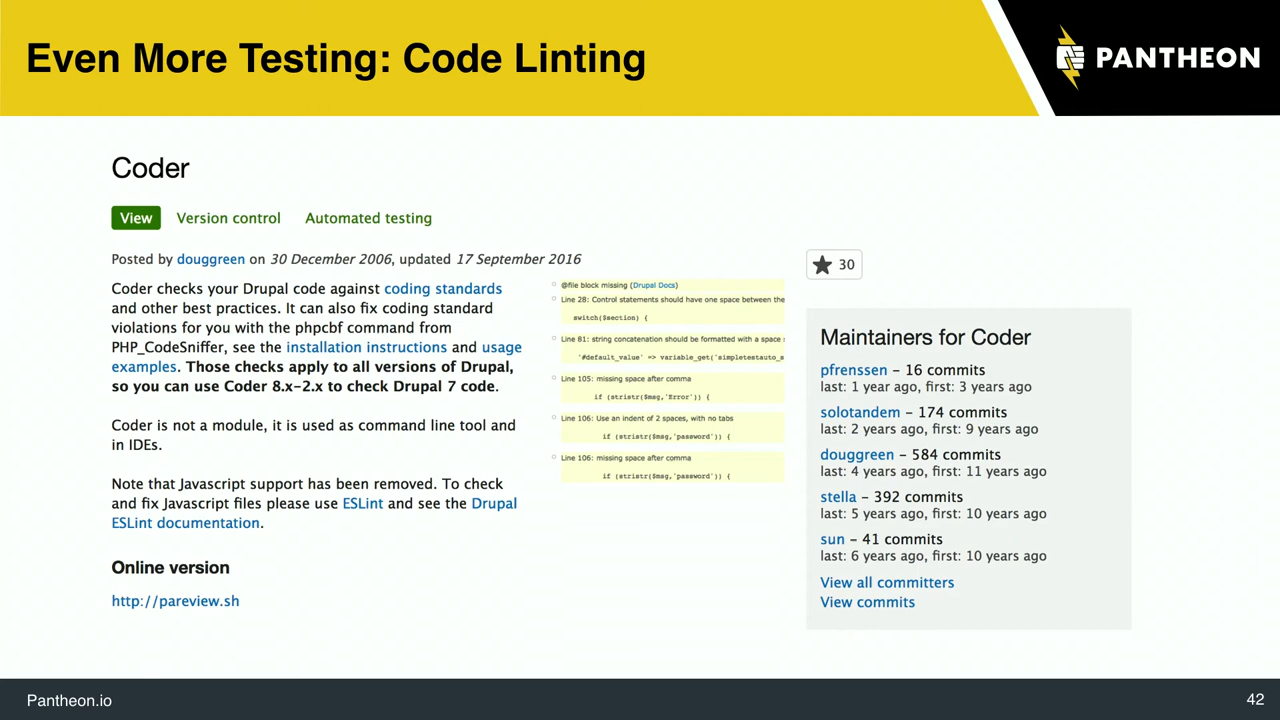 Even More Testing: Code Linting
PANTHEON
Coder
View Version control Automated testing
Posted by douggreen on 30 December 2006, updated 17 September 2016
Coder checks your Drupal code against coding standards
and other best practices. It can also fix coding standard
violations for you with the phpcbf command from
PHP_CodeSniffer, see the installation instructions and usage
examples. Those checks apply to all versions of Drupal,
so you can use Coder 8.x-2.x to check Drupal 7 code.
Coder is not a module, it is used as command line tool and
in IDEs.
Note that Javascript support has been removed. To check
and fix Javascript files please use ESLint and see the Drupal
ESLint documentation.
Online version
http://pareview.sh
@file block missing (Drupal Docs)
Line 28: Control statements should have one space between the
switch($section) {
Line 81: string concatenation should be formatted with a space
'#default_value' => variable_get('simpletestauto_s
Line 105: missing space after comma
if (stristr($msg,'Error')) {
Line 106: Use an indent of 2 spaces, with no tabs
if (stristr($msg,'password')) {
Line 106: missing space after comma
if (stristr($msg,'password')) {
30
Maintainers for Coder
pfrenssen – 16 commits
last: 1 year ago, first: 3 years ago
solotandem – 174 commits
last: 2 years ago, first: 9 years ago
douggreen – 584 commits
last: 4 years ago, first: 11 years ago
stella – 392 commits
last: 5 years ago, first: 10 years ago
sun – 41 commits
last: 6 years ago, first: 10 years ago
View all committers
View commits
Pantheon.io
42